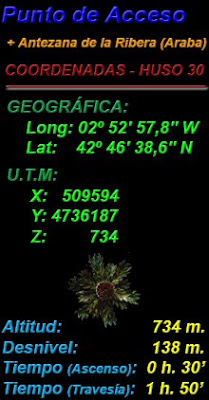 Punto de Acceso
+ Antezana de la Ribera (Araba)
COORDENADAS - HUSO 30
GEOGRÁFICA:
Long: 02º 52' 57,8" W
Lat: 42º 46' 38,6" N
U.T.M:
X: 509594
Y: 4736187
Z: 734
Altitud: 734 m.
Desnivel: 138 m.
Tiempo (Ascenso): 0 h. 30’
Tiempo (Travesía): 1 h. 50’